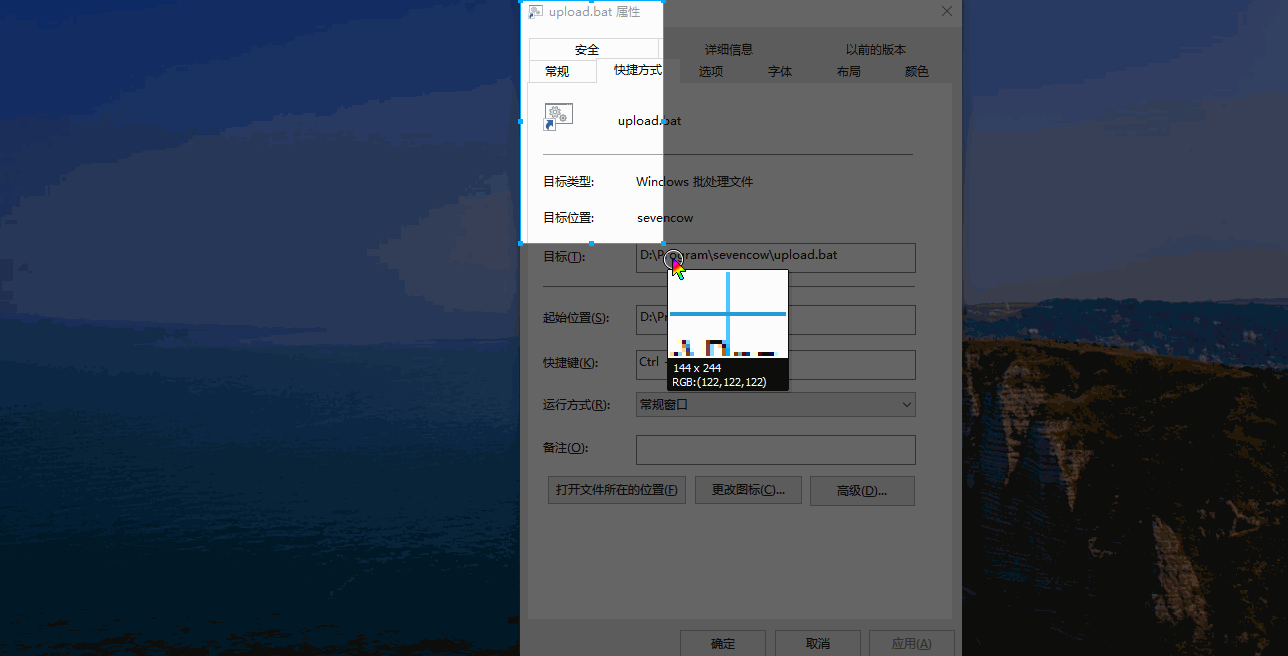 upload.bat 属性
安全 详细信息 以前的版本
常规 快捷方式 选项 字体 布局 颜色
upload.bat
目标类型: Windows 批处理文件
目标位置: sevencow
目标(T): D:\Program\sevencow\upload.bat
起始位置(S): D:\Pr
快捷键(K): Ctrl
144 x 244
RGB:(122,122,122)
运行方式(R): 常规窗口
备注(O):
打开文件所在的位置(F) 更改图标(C)... 高级(D)...
确定 取消 应用(A)